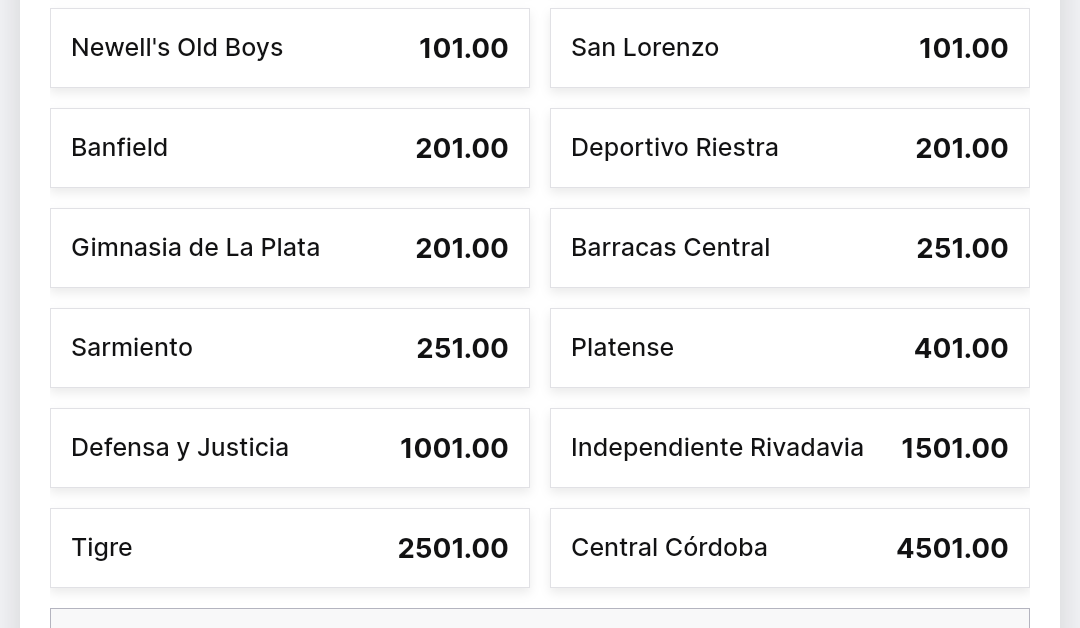 Newell's Old Boys 101.00
San Lorenzo 101.00
Banfield 201.00
Deportivo Riestra 201.00
Gimnasia de La Plata 201.00
Barracas Central 251.00
Sarmiento 251.00
Platense 401.00
Defensa y Justicia 1001.00
Independiente Rivadavia 1501.00
Tigre 2501.00
Central Córdoba 4501.00